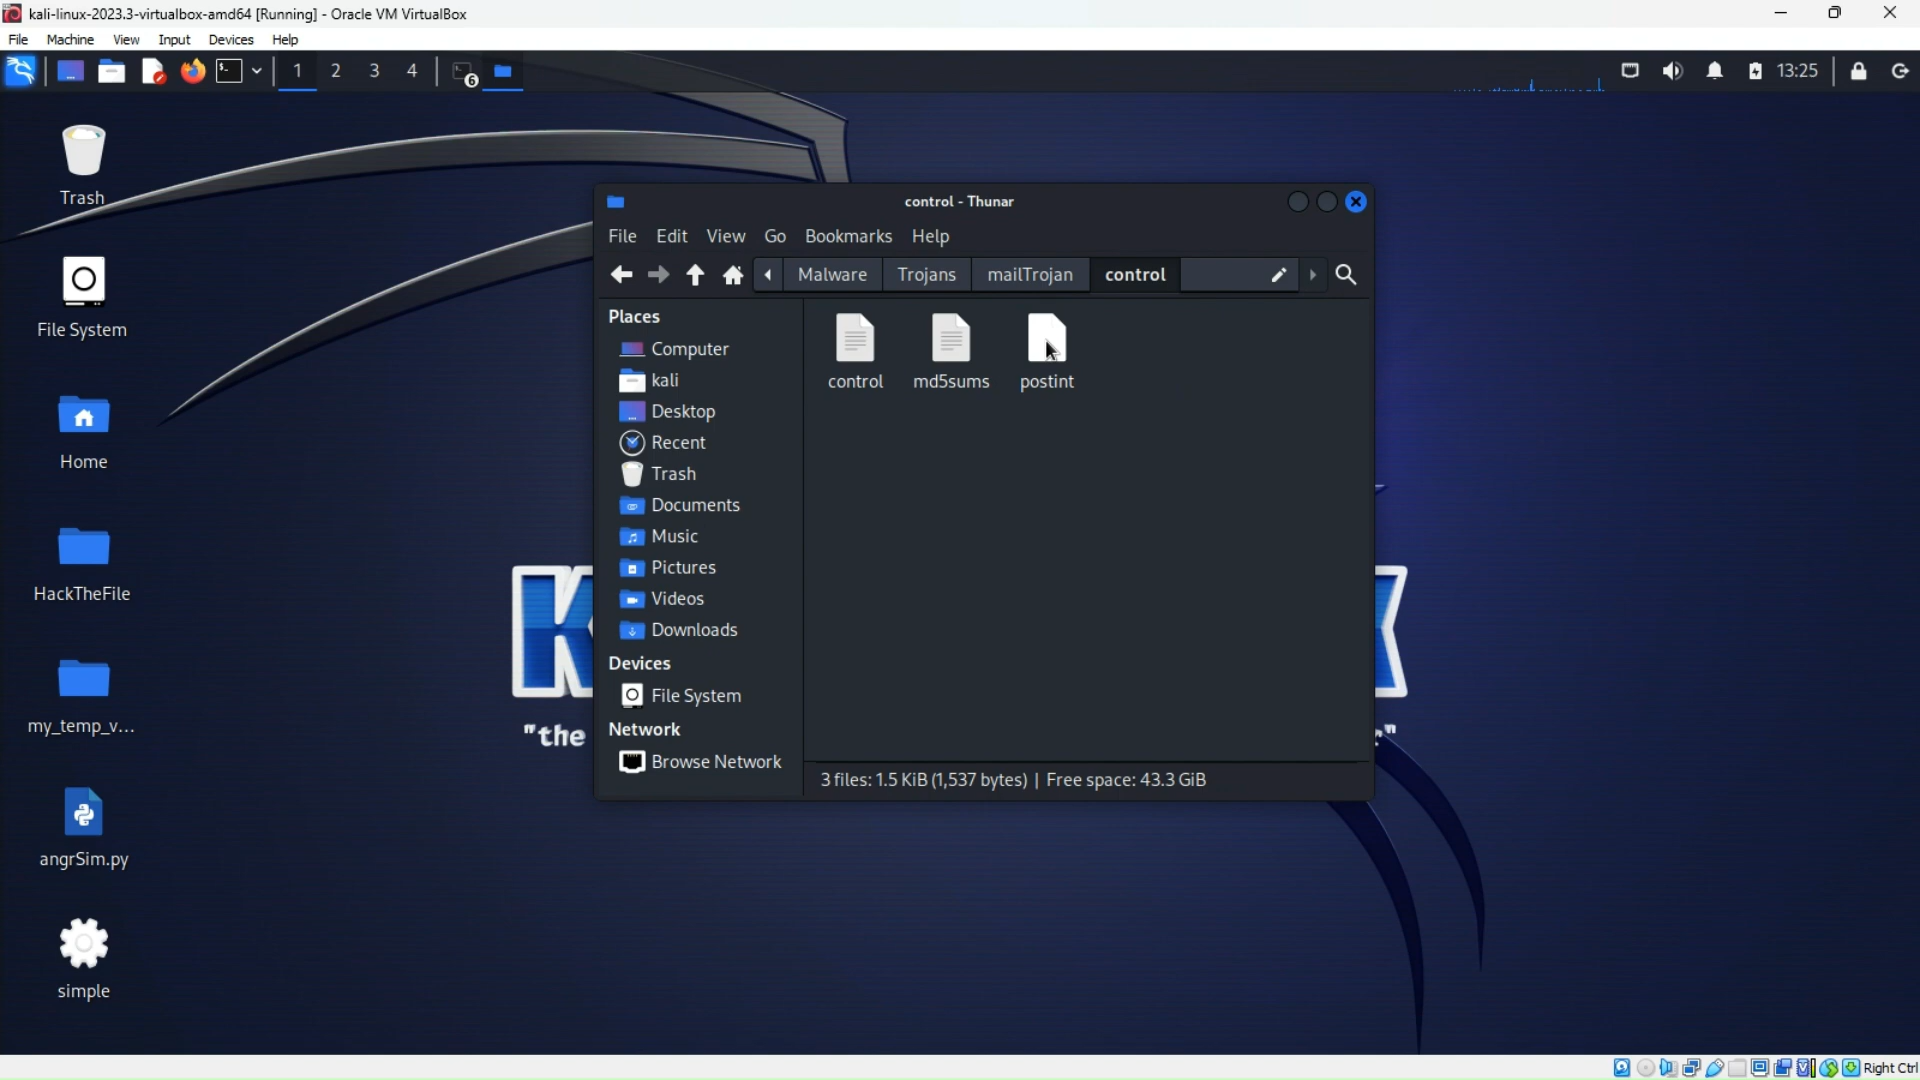 kali-linux-2023.3-virtualbox-amd64 [Running] - Oracle VM VirtualBox
File Machine View Input Devices Help
1 2 3 4 6 13:25
Trash
File System
Home
HackTheFile
my_temp_v...
angrSim.py
simple
control - Thunar
File Edit View Go Bookmarks Help
Malware Trojans mailTrojan control
Places
Computer
kali
Desktop
Recent
Trash
Documents
Music
Pictures
Videos
Downloads
Devices
File System
Network
Browse Network
control md5sums postint
3 files: 1.5 KiB (1,537 bytes) | Free space: 43.3 GiB
K
"the
"
Right Ctrl